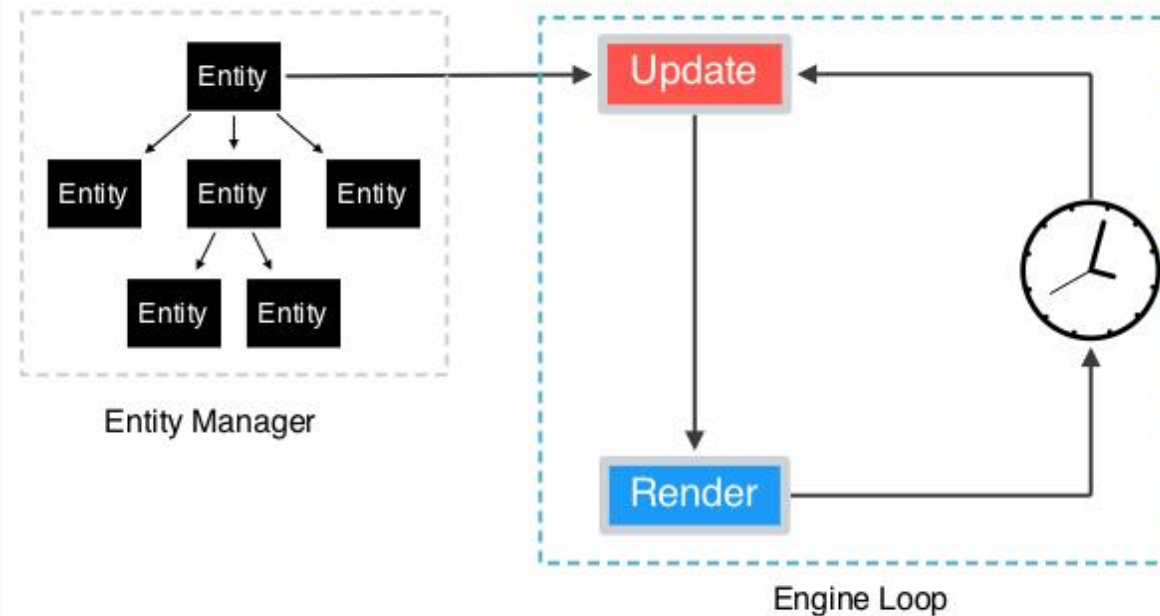 Entity
Update
Entity
Entity
Entity
Entity
Entity
Entity Manager
Render
Engine Loop